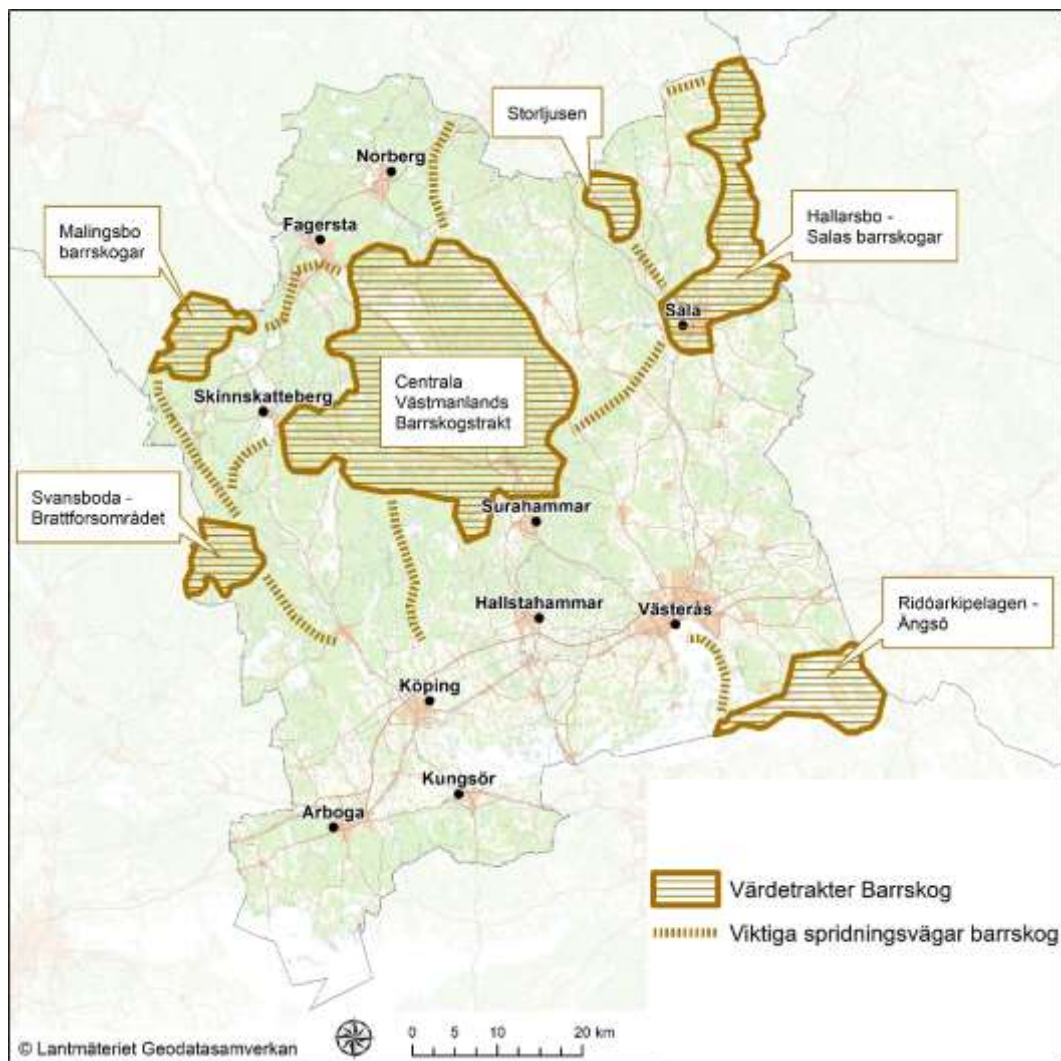 Storljusen
Norberg
Hallarsbo -
Salas barrskogar
Malingsbo
barrskogar
Fagersta
Sala
Centrala
Västmanlands
Barrskogstrakt
Skinnskatteberg
Svansboda -
Brattforsområdet
Surahammar
Hallstahammar
Västerås
Ridöarkipelagen -
Ängsö
Köping
Kungsör
Arboga
Värdetrakter Barrskog
Viktiga spridningsvägar barrskog
0 5 10 20 km
© Lantmäteriet Geodatasamverkan